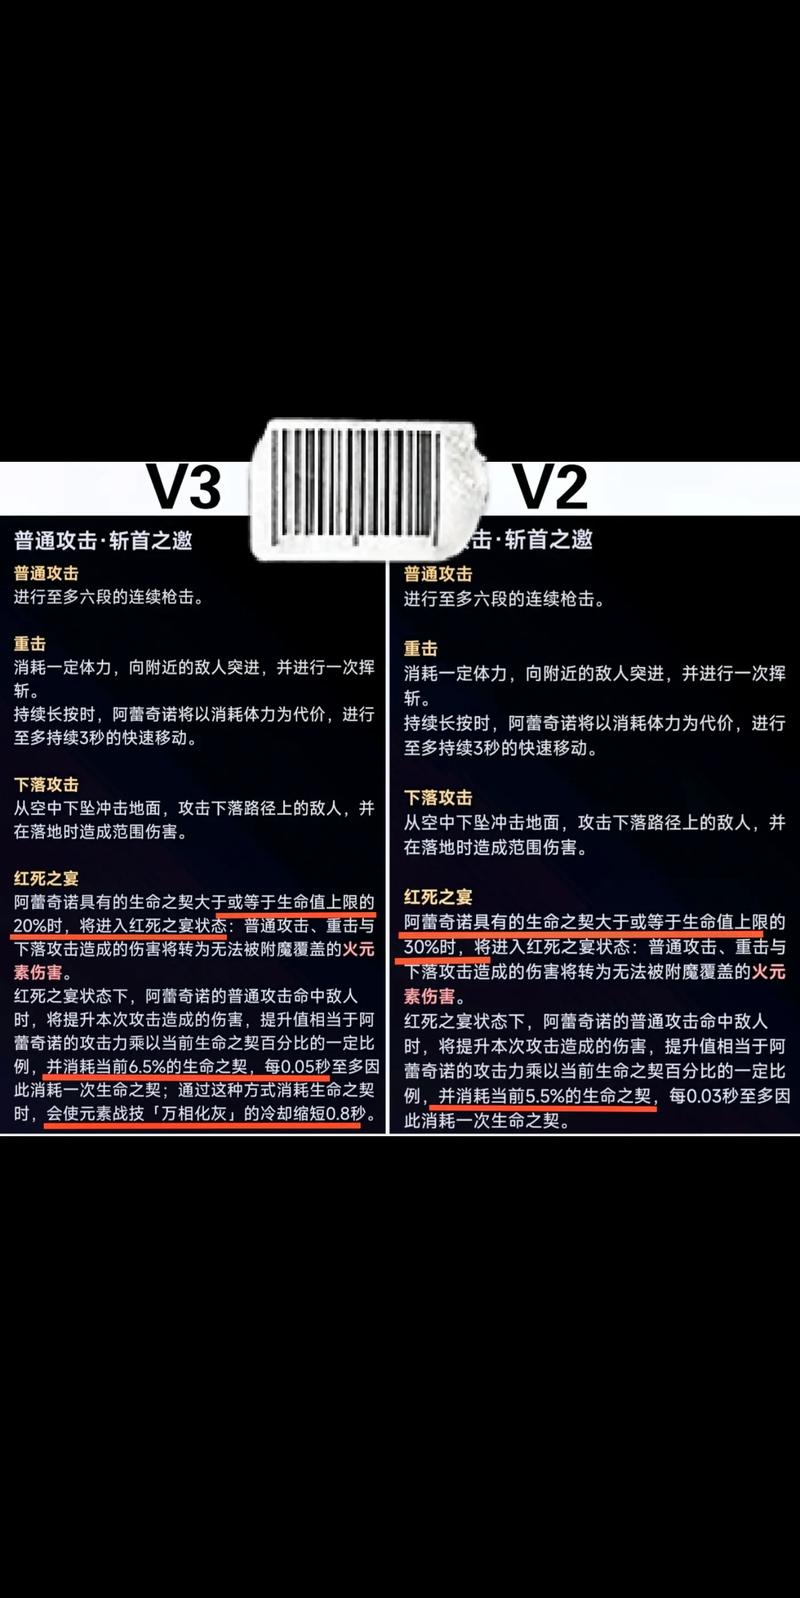 V3
V2
普通攻击·斩首之邀
普通攻击
进行至多六段的连续枪击。
重击
消耗一定体力，向附近的敌人突进，并进行一次挥
斩。
持续长按时，阿蕾奇诺将以消耗体力为代价，进行
至多持续3秒的快速移动。
下落攻击
从空中下坠冲击地面，攻击下落路径上的敌人，并
在落地时造成范围伤害。
红死之宴
阿蕾奇诺具有的生命之契大于或等于生命值上限的
20%时，将进入红死之宴状态：普通攻击、重击与
下落攻击造成的伤害将转为无法被附魔覆盖的火元
素伤害。
红死之宴状态下，阿蕾奇诺的普通攻击命中敌人
时，将提升本次攻击造成的伤害，提升值相当于阿
蕾奇诺的攻击力乘以当前生命之契百分比的一定比
例，并消耗当前6.5%的生命之契，每0.05秒至多因
此消耗一次生命之契；通过这种方式消耗生命之契
时，会使元素战技「万相化灰」的冷却缩短0.8秒。
击·斩首之邀
普通攻击
进行至多六段的连续枪击。
重击
消耗一定体力，向附近的敌人突进，并进行一次挥
斩。
持续长按时，阿蕾奇诺将以消耗体力为代价，进行
至多持续3秒的快速移动。
下落攻击
从空中下坠冲击地面，攻击下落路径上的敌人，并
在落地时造成范围伤害。
红死之宴
阿蕾奇诺具有的生命之契大于或等于生命值上限的
30%时，将进入红死之宴状态：普通攻击、重击与
下落攻击造成的伤害将转为无法被附魔覆盖的火元
素伤害。
红死之宴状态下，阿蕾奇诺的普通攻击命中敌人
时，将提升本次攻击造成的伤害，提升值相当于阿
蕾奇诺的攻击力乘以当前生命之契百分比的一定比
例，并消耗当前5.5%的生命之契，每0.03秒至多因
此消耗一次生命之契。